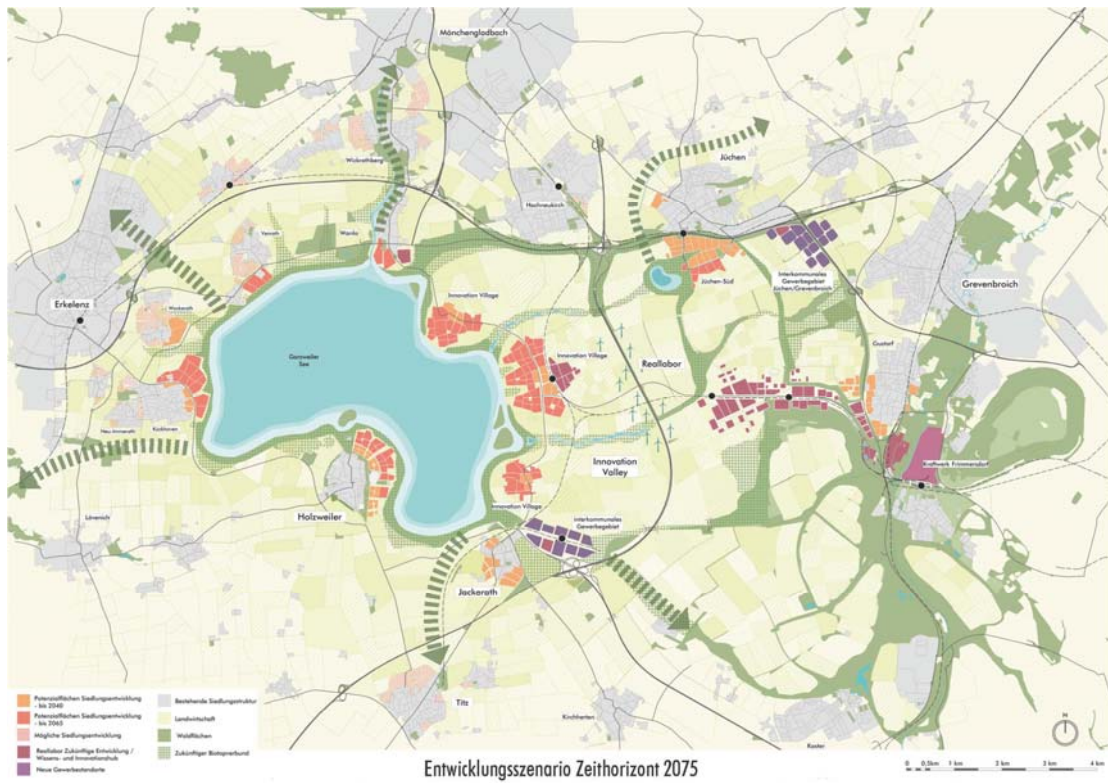 Mönchengladbach
Wickrathberg
Jüchen
Hochneukirch
Venrath
Wanlo
Jüchen-Süd
Interkommunales
Gewerbegebiet
Jüchen/Grevenbroich
Grevenbroich
Erkelenz
Innovation Village
Gustorf
Garzweiler
See
Innovation Village
Reallabor
Neu Immerath
Innovation
Valley
Kraftwerk Frimmersdorf
Holzweiler
Innovation Village
Interkommunales
Gewerbegebiet
Lövenich
Jackerath
Titz
Kirchherten
Kaster
Potenzialflächen Siedlungsentwicklung
- bis 2040
Potenzialflächen Siedlungsentwicklung
- bis 2065
Mögliche Siedlungsentwicklung
Reallabor Zukünftige Entwicklung /
Wissens- und Innovationshub
Neue Gewerbestandorte
Bestehende Siedlungsstruktur
Landwirtschaft
Waldflächen
Zukünftiger Biotopverbund
N
0 0,5km 1 km 2 km 3 km 4 km
Entwicklungsszenario Zeithorizont 2075